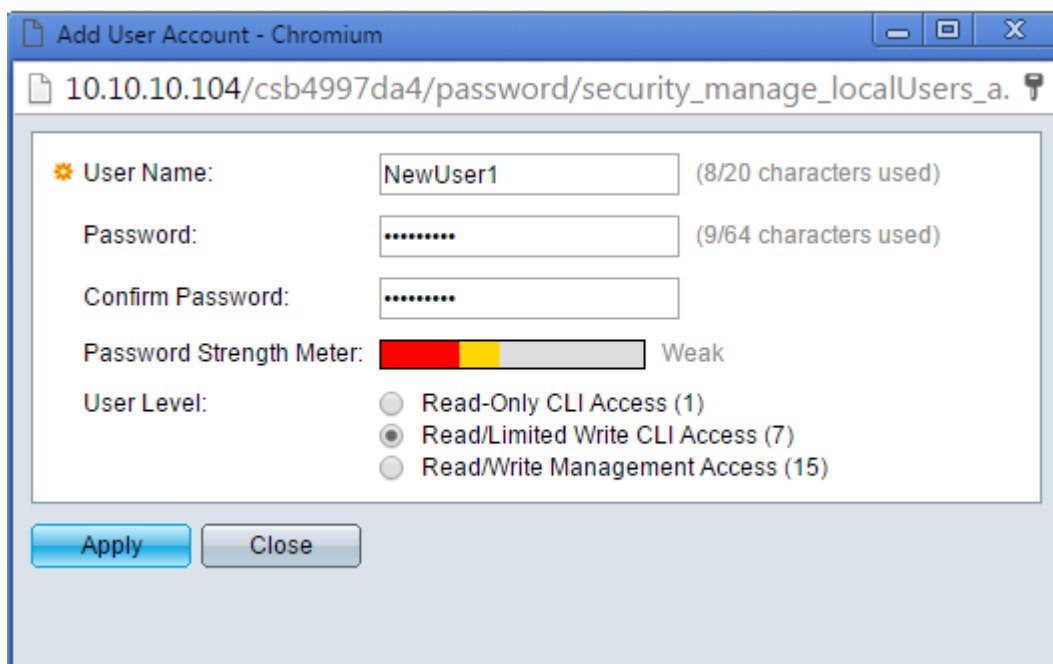 Add User Account - Chromium
10.10.10.104/csb4997da4/password/security_manage_localUsers_a.
User Name: NewUser1 (8/20 characters used)
Password: ••••••••• (9/64 characters used)
Confirm Password: •••••••••
Password Strength Meter: Weak
User Level: Read-Only CLI Access (1)
Read/Limited Write CLI Access (7)
Read/Write Management Access (15)
Apply Close